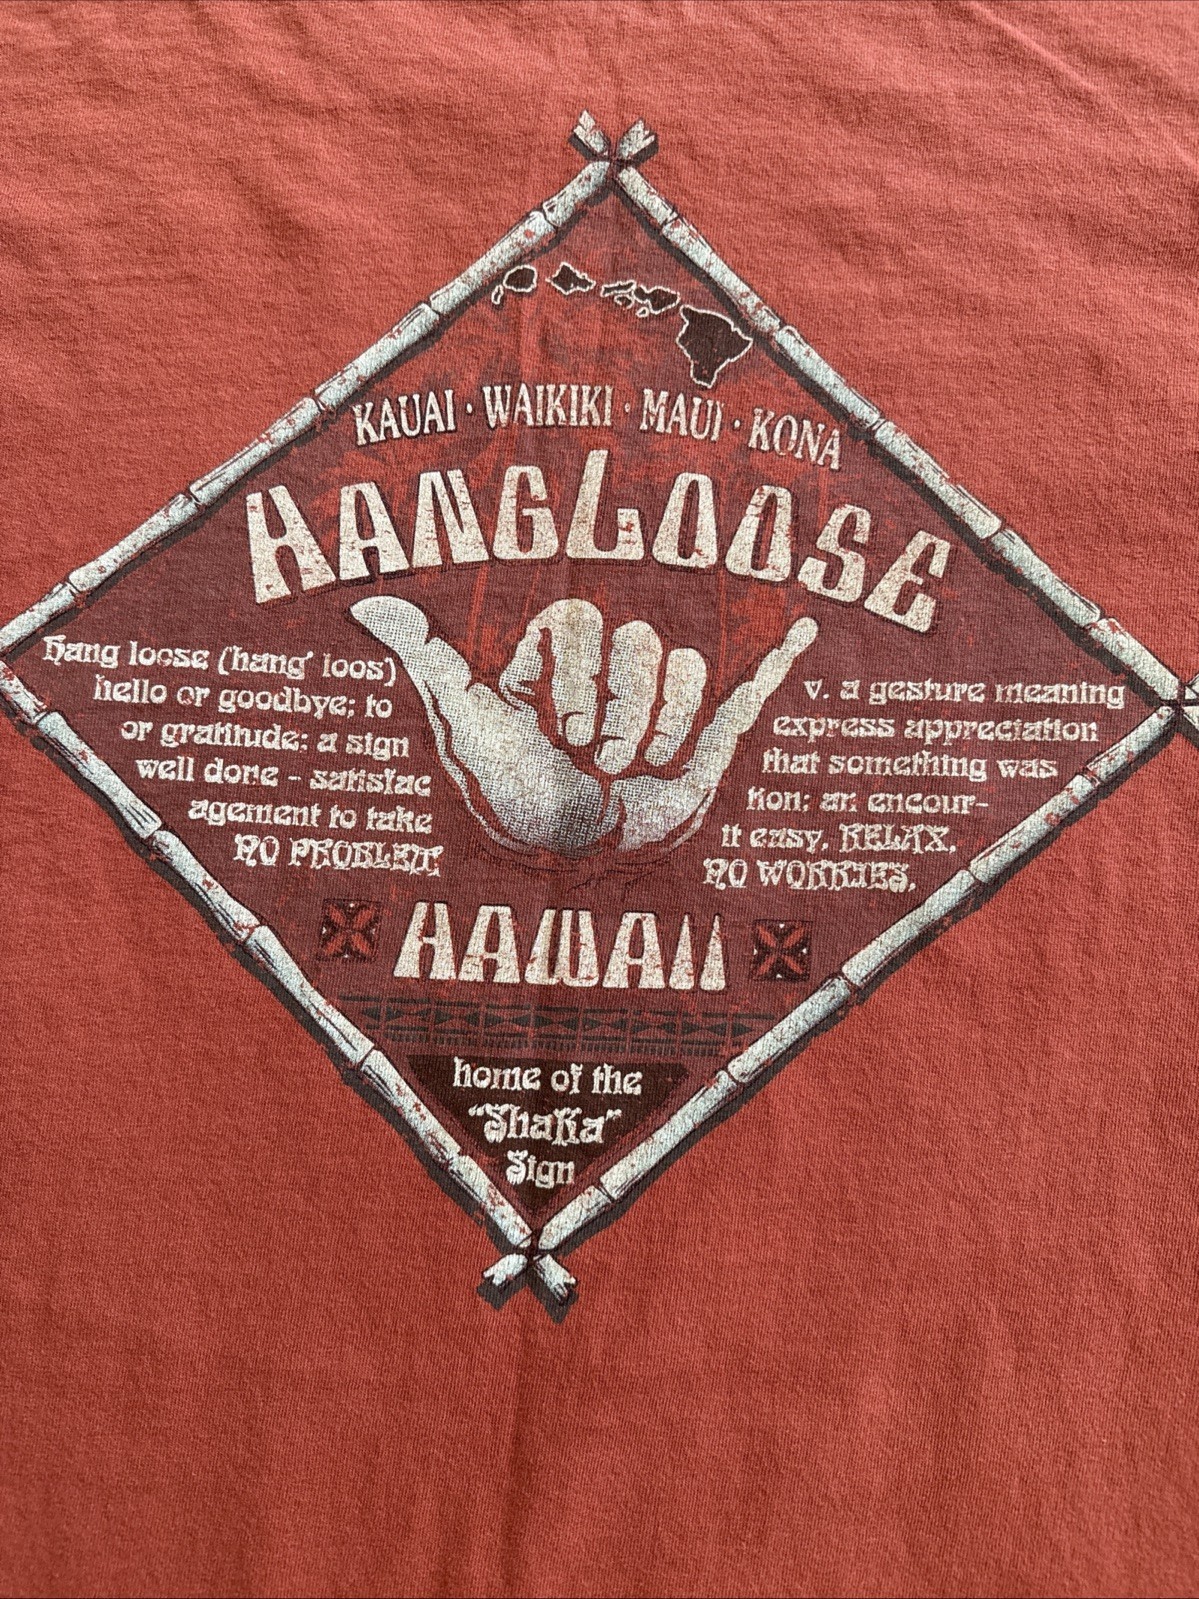 KAUAI · WAIKIKI · MAUI · KONA
HANG LOOSE
Hang loose (hang' loos) v. a gesture meaning
hello or goodbye; to express appreciation
or gratitude; a sign that something was
well done - satisfac tion; an encour-
agement to take it easy. RELAX.
NO PROBLEM. NO WORRIES.
HAWAII
home of the
"Shaka"
Sign